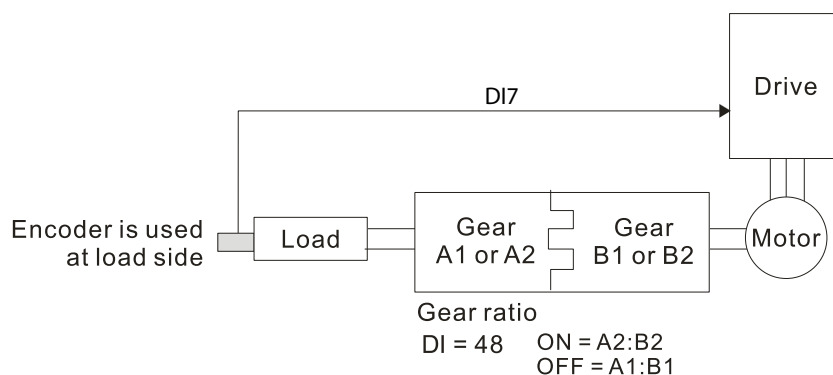 Drive
DI7
Encoder is used
at load side
Load
Gear
A1 or A2
Gear
B1 or B2
Motor
Gear ratio
DI = 48
ON = A2:B2
OFF = A1:B1